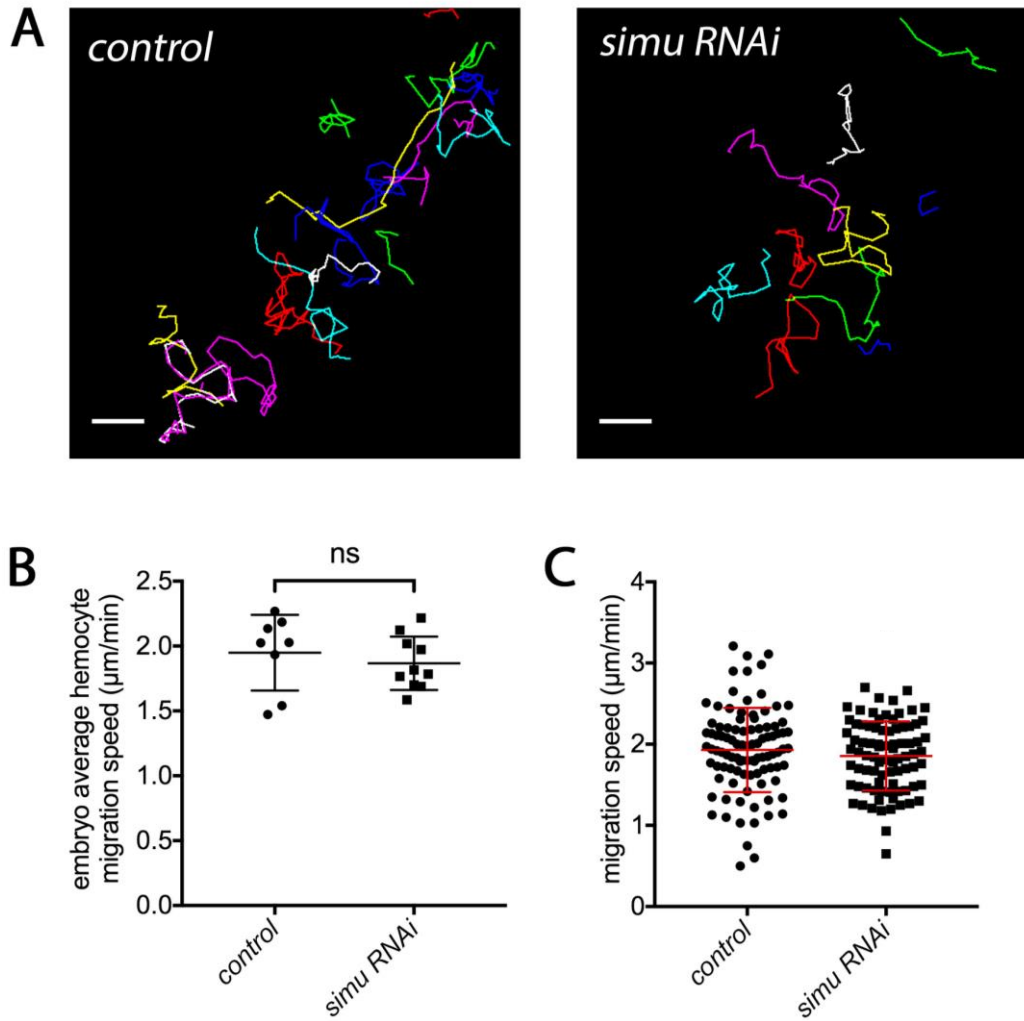 A
control
simu RNAi
B
ns
embryo average hemocyte
migration speed (µm/min)
2.5
2.0
1.5
1.0
0.5
0.0
control
simu RNAi
C
migration speed (µm/min)
4
3
2
1
0
control
simu RNAi